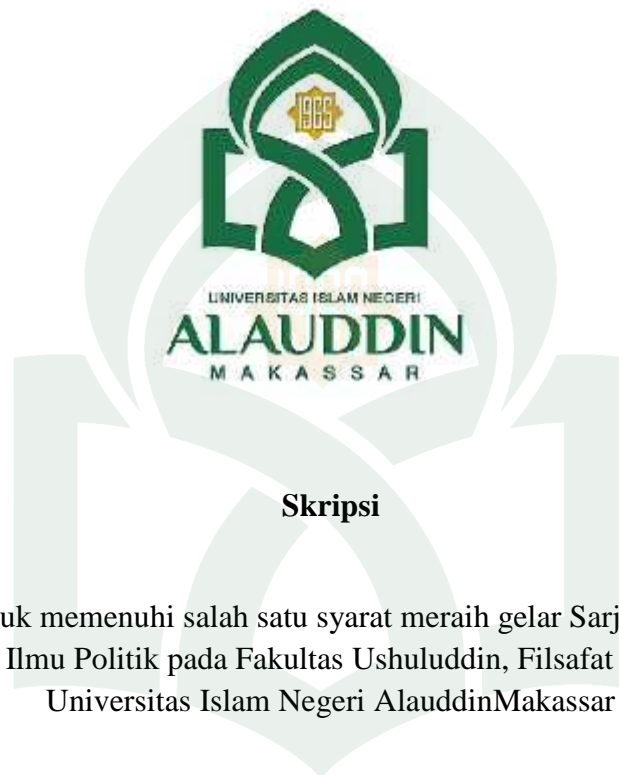 1965
UNIVERSITAS ISLAM NEGERI
ALAUDDIN
MAKASSAR
Skripsi
uk memenuhi salah satu syarat meraih gelar Sarj
Ilmu Politik pada Fakultas Ushuluddin, Filsafat
Universitas Islam Negeri AlauddinMakassar